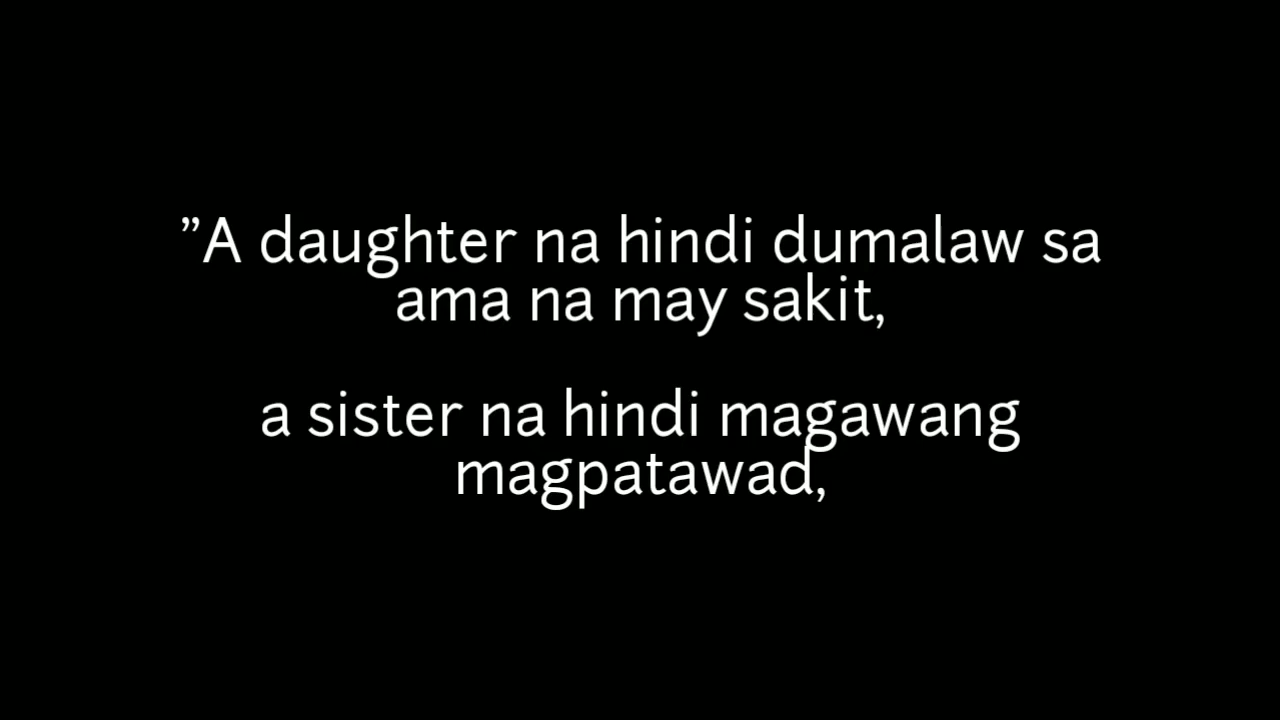 ”A daughter na hindi dumalaw sa
ama na may sakit,
a sister na hindi magawang
magpatawad,